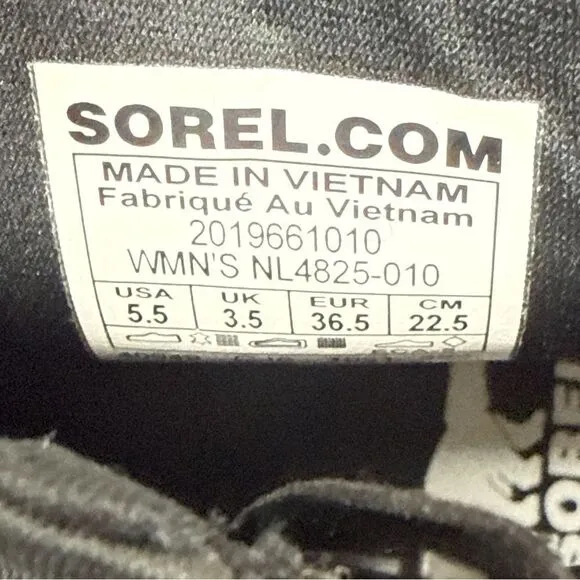 SOREL.COM
MADE IN VIETNAM
Fabriqué Au Vietnam
2019661010
WMN'S NL4825-010
USA UK EUR CM
5.5 3.5 36.5 22.5